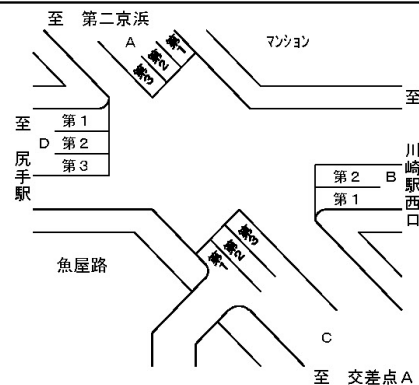 至 第二京浜
A
マンション
第1
第2
第3
至 尻手駅
D
第1
第2
第3
至 川崎駅西口
第2
B
第1
第3
第2
第1
魚屋路
C
至 交差点A